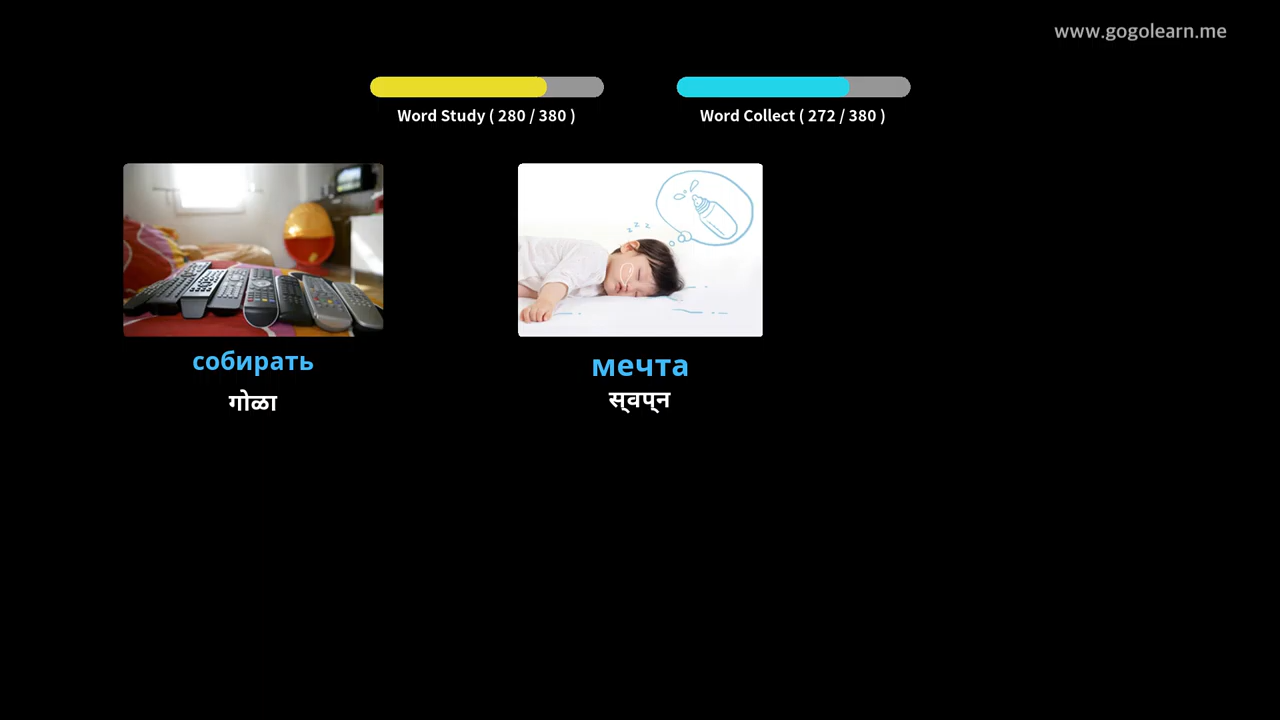 www.gogolearn.me
Word Study ( 280 / 380 )
Word Collect ( 272 / 380 )
собирать
गोळा
мечта
स्‌वप्‌न
z z z